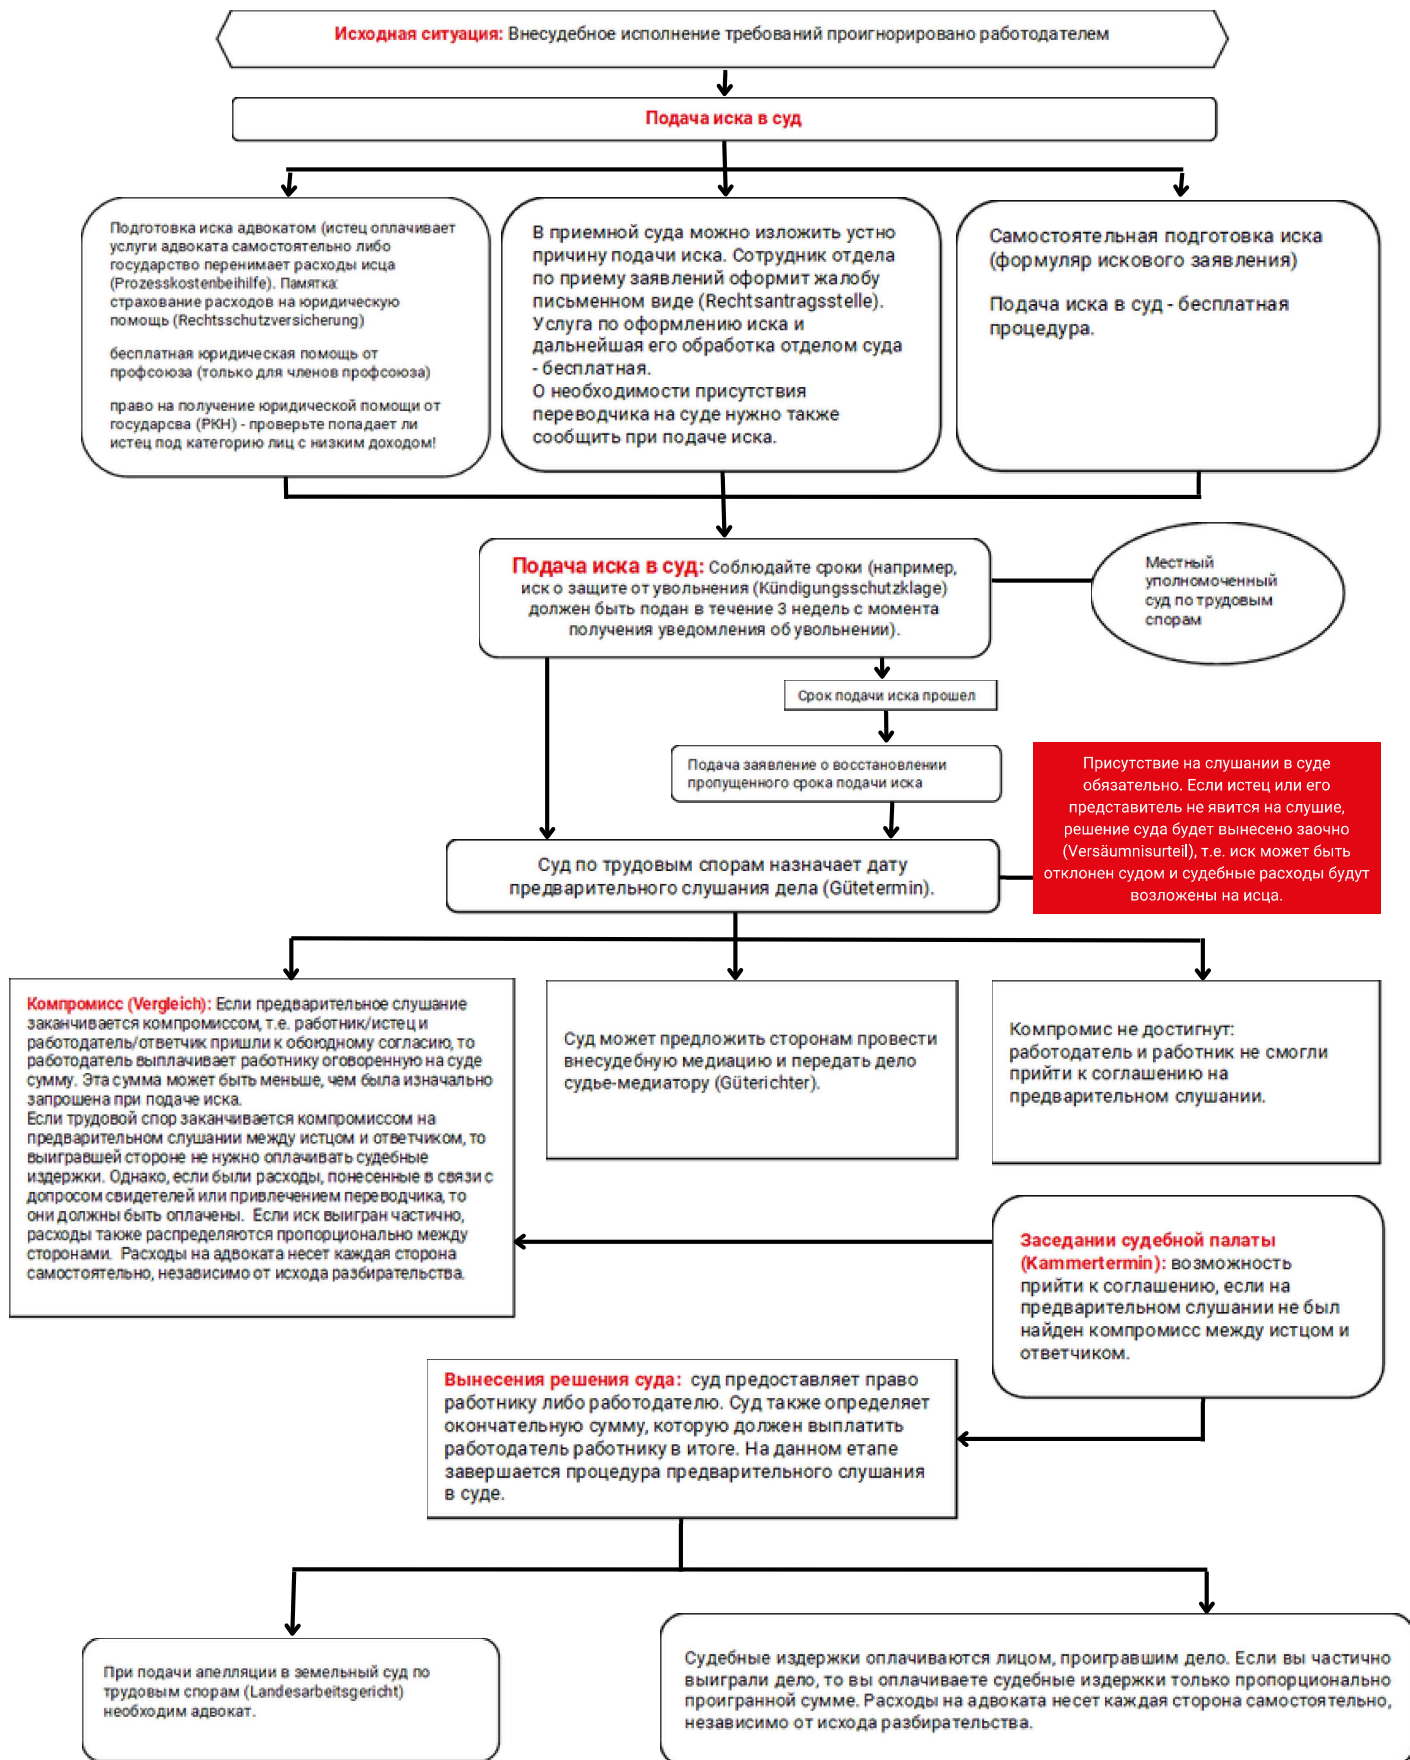 Исходная ситуация: Внесудебное исполнение требований проигнорировано работодателем
Подача иска в суд
Подготовка иска адвокатом (истец оплачивает
услуги адвоката самостоятельно либо
государство перенимает расходы исца
(Prozesskostenbeihilfe). Памятка:
страхование расходов на юридическую
помощь (Rechtsschutzversicherung)
бесплатная юридическая помощь от
профсоюза (только для членов профсоюза)
право на получение юридической помощи от
государсва (PKH) - проверьте попадает ли
истец под категорию лиц с низким доходом!
В приемной суда можно изложить устно
причину подачи иска. Сотрудник отдела
по приему заявлений оформит жалобу
письменном виде (Rechtsantragsstelle).
Услуга по оформлению иска и
дальнейшая его обработка отделом суда
- бесплатная.
О необходимости присутствия
переводчика на суде нужно также
сообщить при подаче иска.
Самостоятельная подготовка иска
(формуляр искового заявления)
Подача иска в суд - бесплатная
процедура.
Подача иска в суд: Соблюдайте сроки (например,
иск о защите от увольнения (Kündigungsschutzklage)
должен быть подан в течение 3 недель с момента
получения уведомления об увольнении).
Местный
уполномоченный
суд по трудовым
спорам
Срок подачи иска прошел
Подача заявление о восстановлении
пропущенного срока подачи иска
Присутствие на слушании в суде
обязательно. Если истец или его
представитель не явится на слушие,
решение суда будет вынесено заочно
(Versäumnisurteil), т.е. иск может быть
отклонен судом и судебные расходы будут
возложены на исца.
Суд по трудовым спорам назначает дату
предварительного слушания дела (Gütetermin).
Компромисс (Vergleich): Если предварительное слушание
заканчивается компромиссом, т.е. работник/истец и
работодатель/ответчик пришли к обоюдному согласию, то
работодатель выплачивает работнику оговоренную на суде
сумму. Эта сумма может быть меньше, чем была изначально
запрошена при подаче иска.
Если трудовой спор заканчивается компромиссом на
предварительном слушании между истцом и ответчиком, то
выигравшей стороне не нужно оплачивать судебные
издержки. Однако, если были расходы, понесенные в связи с
допросом свидетелей или привлечением переводчика, то
они должны быть оплачены. Если иск выигран частично,
расходы также распределяются пропорционально между
сторонами. Расходы на адвоката несет каждая сторона
самостоятельно, независимо от исхода разбирательства.
Суд может предложить сторонам провести
внесудебную медиацию и передать дело
судье-медиатору (Güterichter).
Компромис не достигнут:
работодатель и работник не смогли
прийти к соглашению на
предварительном слушании.
Заседании судебной палаты
(Kammertermin): возможность
прийти к соглашению, если на
предварительном слушании не был
найден компромисс между истцом и
ответчиком.
Вынесения решения суда: суд предоставляет право
работнику либо работодателю. Суд также определяет
окончательную сумму, которую должен выплатить
работодатель работнику в итоге. На данном этапе
завершается процедура предварительного слушания
в суде.
При подачи апелляции в земельный суд по
трудовым спорам (Landesarbeitsgericht)
необходим адвокат.
Судебные издержки оплачиваются лицом, проигравшим дело. Если вы частично
выиграли дело, то вы оплачиваете судебные издержки только пропорционально
проигранной сумме. Расходы на адвоката несет каждая сторона самостоятельно,
независимо от исхода разбирательства.